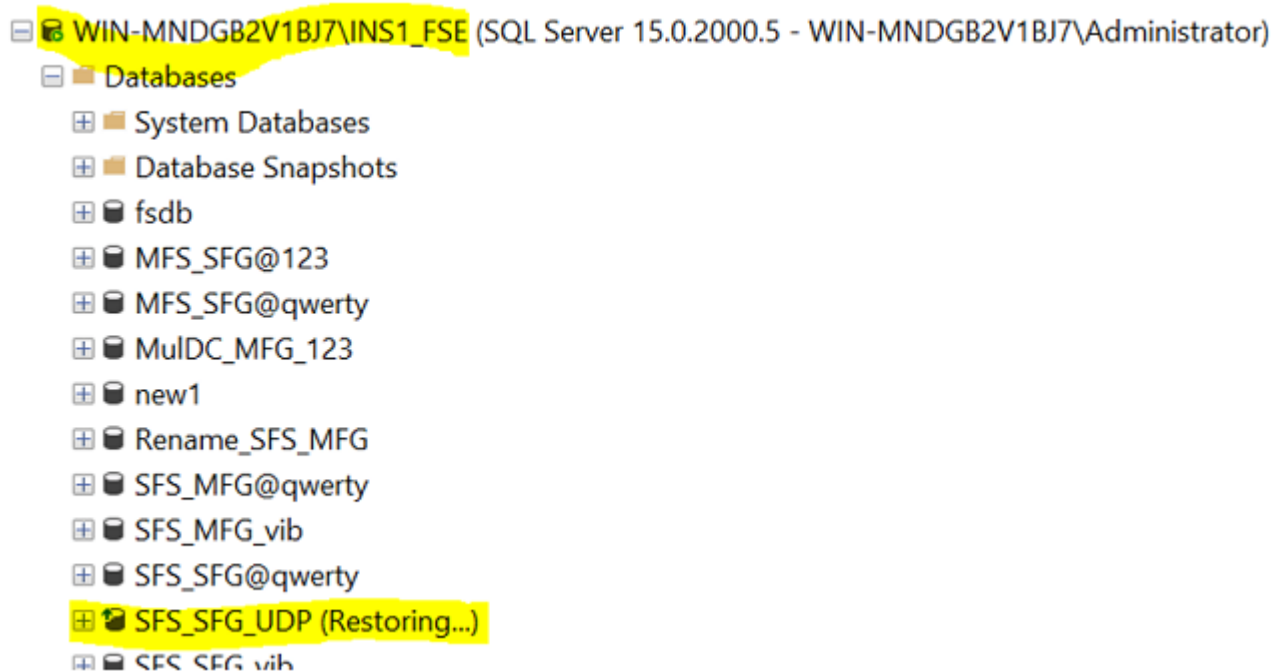 WIN-MNDGB2V1BJ7\INS1_FSE (SQL Server 15.0.2000.5 - WIN-MNDGB2V1BJ7\Administrator)
Databases
System Databases
Database Snapshots
fsdb
MFS_SFG@123
MFS_SFG@qwerty
MulDC_MFG_123
new1
Rename_SFS_MFG
SFS_MFG@qwerty
SFS_MFG_vib
SFS_SFG@qwerty
SFS_SFG_UDP (Restoring...)
SFS_SFG_vib